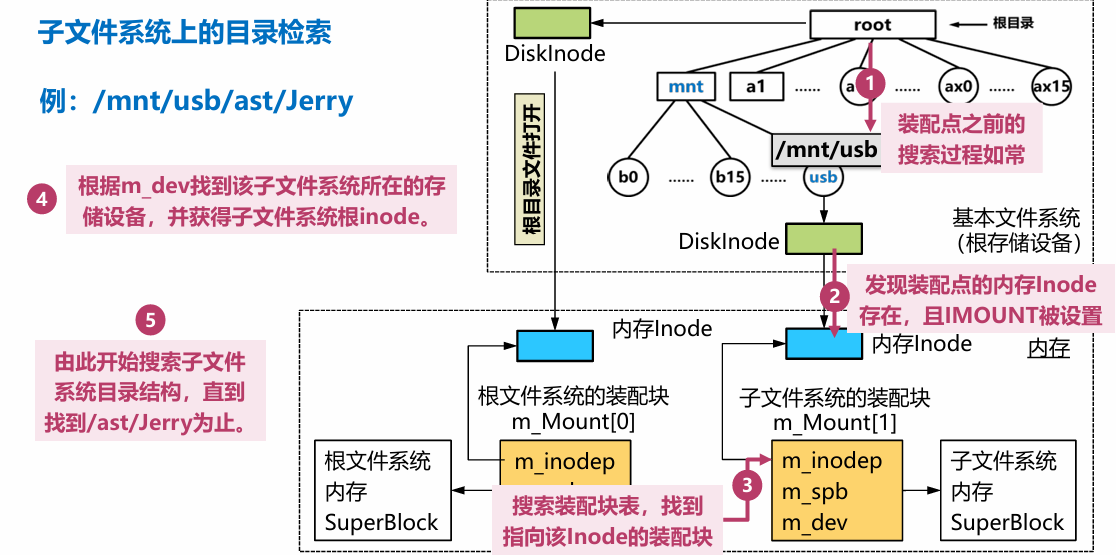 子文件系统上的目录检索
例：/mnt/usb/ast/Jerry
DiskInode
root
根目录
mnt
a1
......
a
......
ax0
......
ax15
1
装配点之前的
搜索过程如常
/mnt/usb
b0
......
b15
......
usb
根目录文件打开
4
根据m_dev找到该子文件系统所在的存
储设备，并获得子文件系统根inode。
DiskInode
基本文件系统
（根存储设备）
2
发现装配点的内存Inode
存在，且IMOUNT被设置
5
由此开始搜索子文件
系统目录结构，直到
找到/ast/Jerry为止。
内存Inode
内存Inode
内存
根文件系统的装配块
m_Mount[0]
子文件系统的装配块
m_Mount[1]
根文件系统
内存
SuperBlock
m_inodep
3
搜索装配块表，找到
指向该Inode的装配块
m_inodep
m_spb
m_dev
子文件系统
内存
SuperBlock